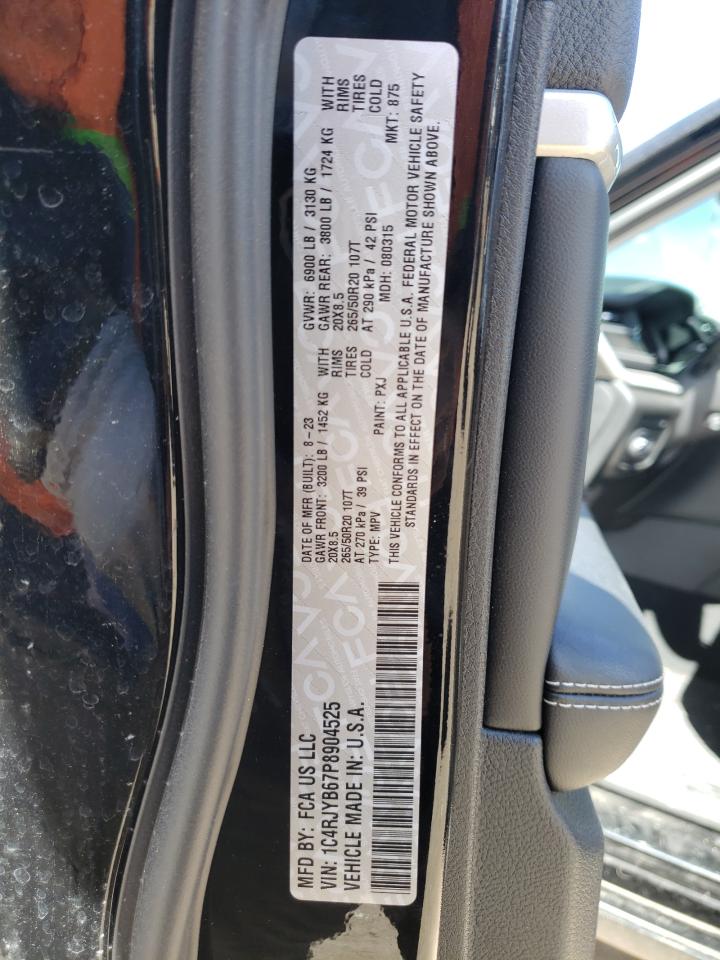 MFD BY: FCA US LLC
VIN: 1C4RJYB67P8904525
VEHICLE MADE IN: U.S.A.
DATE OF MFR (BUILT): 8-23
GAWR FRONT: 3200 LB / 1452 KG WITH
20X8.5 RIMS
265/50R20 107T TIRES
AT 270 kPa / 39 PSI COLD
TYPE: MPV PAINT: PXJ
GVWR: 6900 LB / 3130 KG
GAWR REAR: 3800 LB / 1724 KG WITH
20X8.5 RIMS
265/50R20 107T TIRES
AT 290 kPa / 42 PSI COLD
MDH: 080315 MKT: 875
THIS VEHICLE CONFORMS TO ALL APPLICABLE U.S.A. FEDERAL MOTOR VEHICLE SAFETY
STANDARDS IN EFFECT ON THE DATE OF MANUFACTURE SHOWN ABOVE.